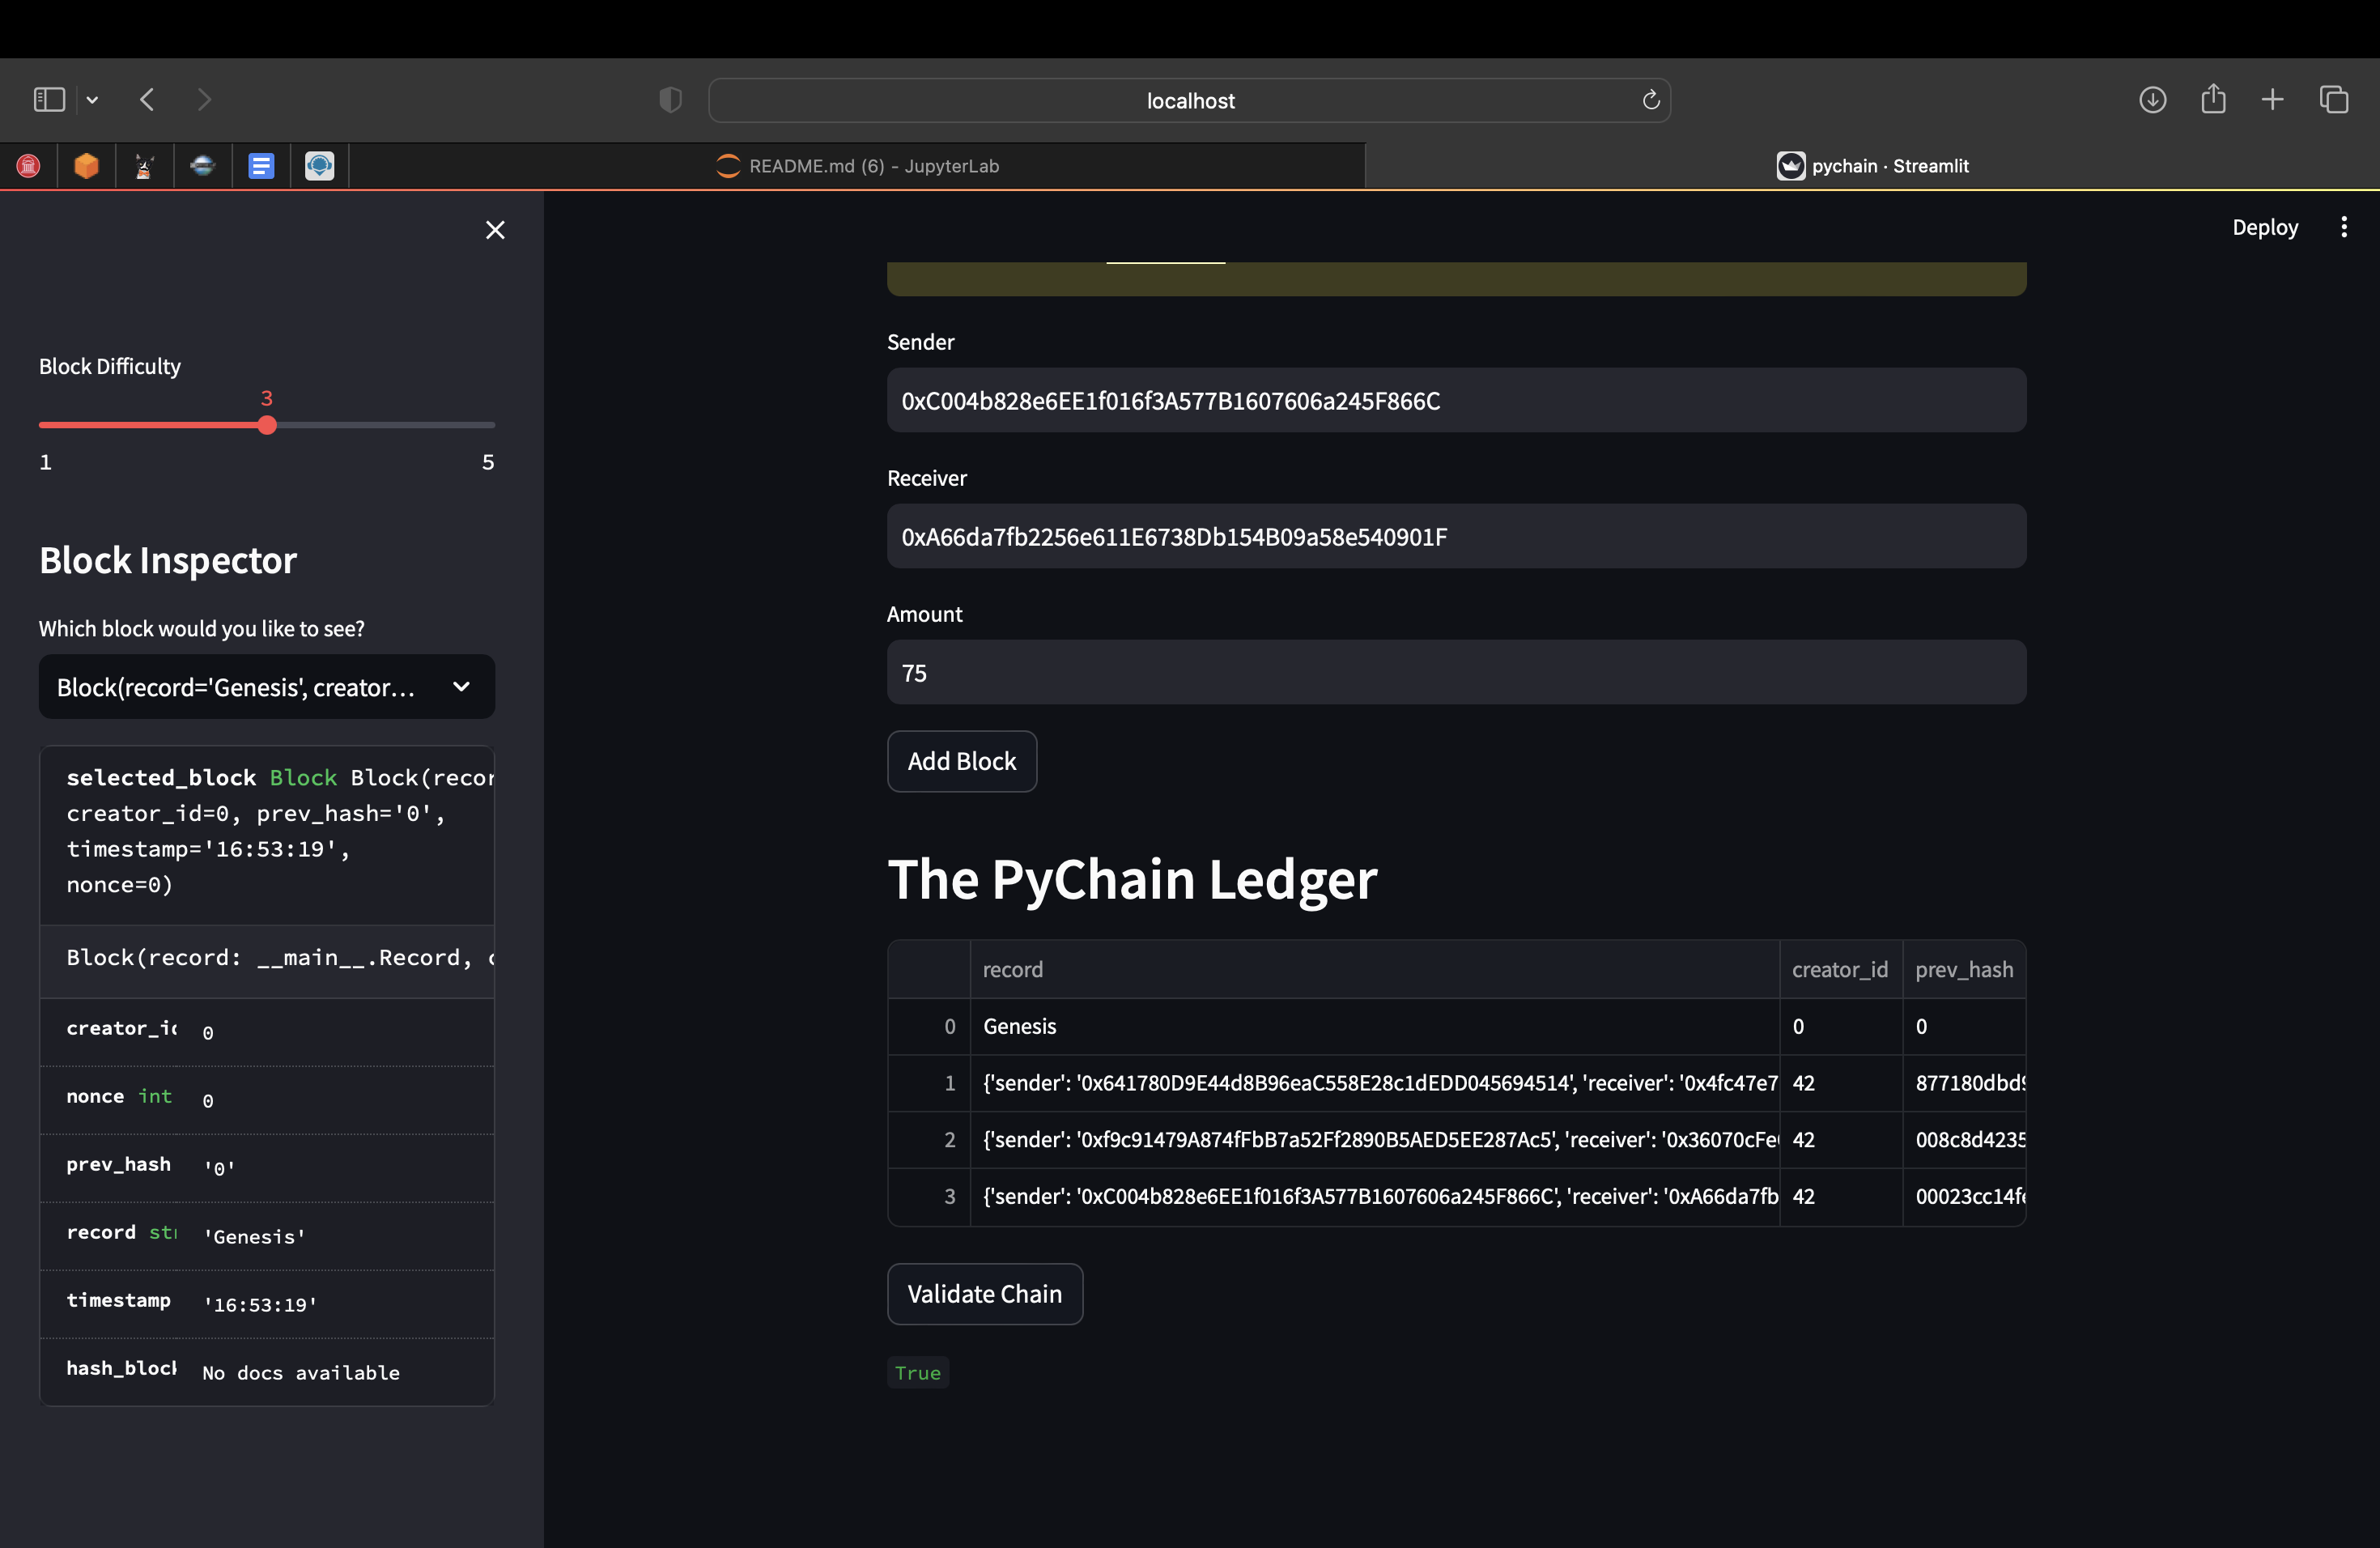 localhost
README.md (6) - JupyterLab
pychain · Streamlit
Deploy
Block Difficulty
3
1 5
Block Inspector
Which block would you like to see?
Block(record='Genesis', creator...
selected_block Block Block(recor
creator_id=0, prev_hash='0',
timestamp='16:53:19',
nonce=0)
Block(record: __main__.Record, c
creator_id 0
nonce int 0
prev_hash '0'
record str 'Genesis'
timestamp '16:53:19'
hash_block No docs available
Sender
0xC004b828e6EE1f016f3A577B1607606a245F866C
Receiver
0xA66da7fb2256e611E6738Db154B09a58e540901F
Amount
75
Add Block
The PyChain Ledger
record creator_id prev_hash
0 Genesis 0 0
1 {'sender': '0x641780D9E44d8B96eaC558E28c1dEDD045694514', 'receiver': '0x4fc47e7 42 877180dbd9
2 {'sender': '0xf9c91479A874fFbB7a52Ff2890B5AED5EE287Ac5', 'receiver': '0x36070cFe 42 008c8d4235
3 {'sender': '0xC004b828e6EE1f016f3A577B1607606a245F866C', 'receiver': '0xA66da7fb 42 00023cc14fe
Validate Chain
True